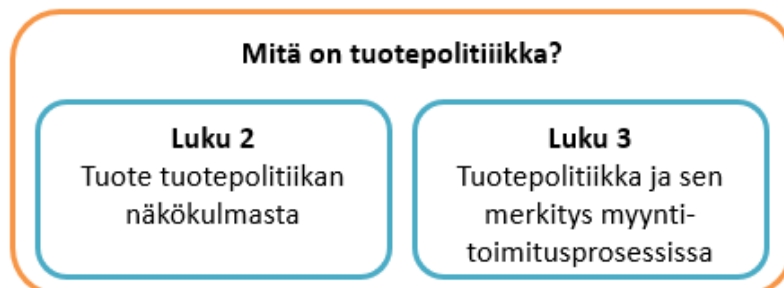 Mitä on tuotepolitiiikka?
Luku 2
Tuote tuotepolitiikan
näkökulmasta
Luku 3
Tuotepolitiikka ja sen
merkitys myynti-
toimitusprosessissa